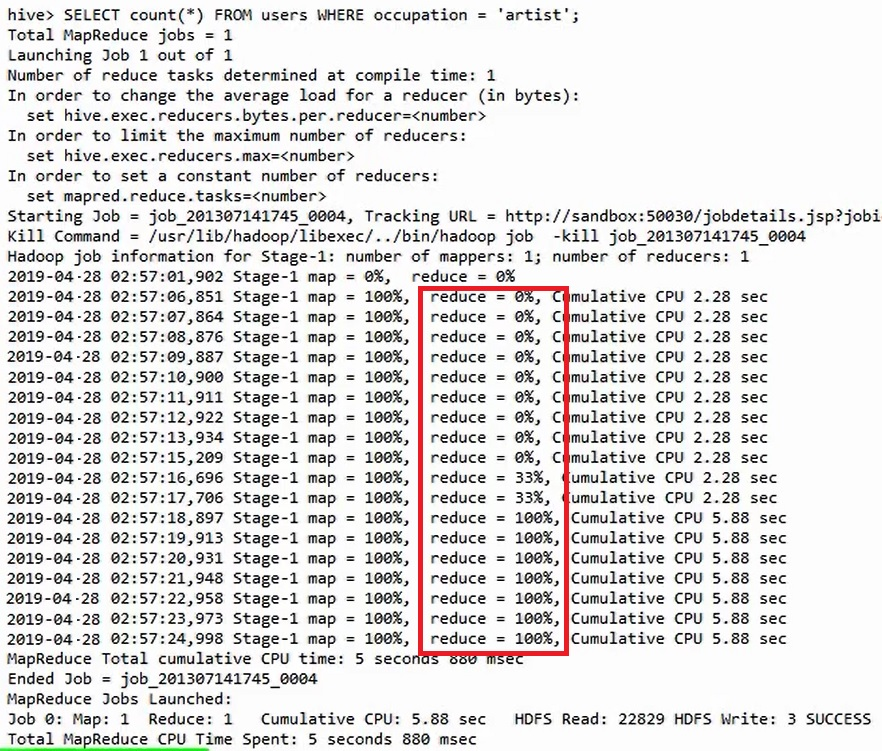 hive> SELECT count(*) FROM users WHERE occupation = 'artist';
Total MapReduce jobs = 1
Launching Job 1 out of 1
Number of reduce tasks determined at compile time: 1
In order to change the average load for a reducer (in bytes):
  set hive.exec.reducers.bytes.per.reducer=<number>
In order to limit the maximum number of reducers:
  set hive.exec.reducers.max=<number>
In order to set a constant number of reducers:
  set mapred.reduce.tasks=<number>
Starting Job = job_201307141745_0004, Tracking URL = http://sandbox:50030/jobdetails.jsp?jobi
Kill Command = /usr/lib/hadoop/libexec/../bin/hadoop job  -kill job_201307141745_0004
Hadoop job information for Stage-1: number of mappers: 1; number of reducers: 1
2019-04-28 02:57:01,902 Stage-1 map = 0%,  reduce = 0%
2019-04-28 02:57:06,851 Stage-1 map = 100%,  reduce = 0%, Cumulative CPU 2.28 sec
2019-04-28 02:57:07,864 Stage-1 map = 100%,  reduce = 0%, Cumulative CPU 2.28 sec
2019-04-28 02:57:08,876 Stage-1 map = 100%,  reduce = 0%, Cumulative CPU 2.28 sec
2019-04-28 02:57:09,887 Stage-1 map = 100%,  reduce = 0%, Cumulative CPU 2.28 sec
2019-04-28 02:57:10,900 Stage-1 map = 100%,  reduce = 0%, Cumulative CPU 2.28 sec
2019-04-28 02:57:11,911 Stage-1 map = 100%,  reduce = 0%, Cumulative CPU 2.28 sec
2019-04-28 02:57:12,922 Stage-1 map = 100%,  reduce = 0%, Cumulative CPU 2.28 sec
2019-04-28 02:57:13,934 Stage-1 map = 100%,  reduce = 0%, Cumulative CPU 2.28 sec
2019-04-28 02:57:15,209 Stage-1 map = 100%,  reduce = 0%, Cumulative CPU 2.28 sec
2019-04-28 02:57:16,696 Stage-1 map = 100%,  reduce = 33%, Cumulative CPU 2.28 sec
2019-04-28 02:57:17,706 Stage-1 map = 100%,  reduce = 33%, Cumulative CPU 2.28 sec
2019-04-28 02:57:18,897 Stage-1 map = 100%,  reduce = 100%, Cumulative CPU 5.88 sec
2019-04-28 02:57:19,913 Stage-1 map = 100%,  reduce = 100%, Cumulative CPU 5.88 sec
2019-04-28 02:57:20,931 Stage-1 map = 100%,  reduce = 100%, Cumulative CPU 5.88 sec
2019-04-28 02:57:21,948 Stage-1 map = 100%,  reduce = 100%, Cumulative CPU 5.88 sec
2019-04-28 02:57:22,958 Stage-1 map = 100%,  reduce = 100%, Cumulative CPU 5.88 sec
2019-04-28 02:57:23,973 Stage-1 map = 100%,  reduce = 100%, Cumulative CPU 5.88 sec
2019-04-28 02:57:24,998 Stage-1 map = 100%,  reduce = 100%, Cumulative CPU 5.88 sec
MapReduce Total cumulative CPU time: 5 seconds 880 msec
Ended Job = job_201307141745_0004
MapReduce Jobs Launched:
Job 0: Map: 1  Reduce: 1   Cumulative CPU: 5.88 sec   HDFS Read: 22829 HDFS Write: 3 SUCCESS
Total MapReduce CPU Time Spent: 5 seconds 880 msec